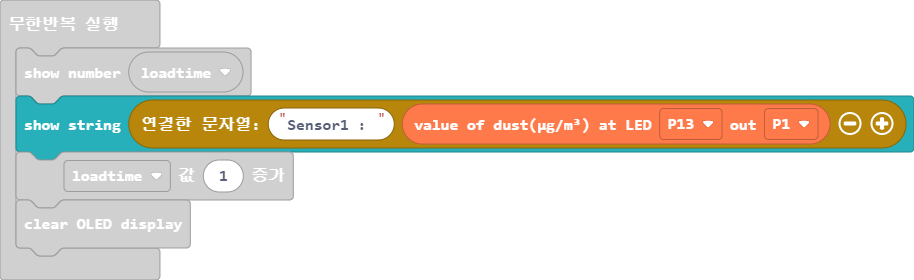 무한반복 실행
show number loadtime
show string 연결한 문자열: "Sensor1 : " value of dust(μg/m³) at LED P13 out P1
loadtime 값 1 증가
clear OLED display